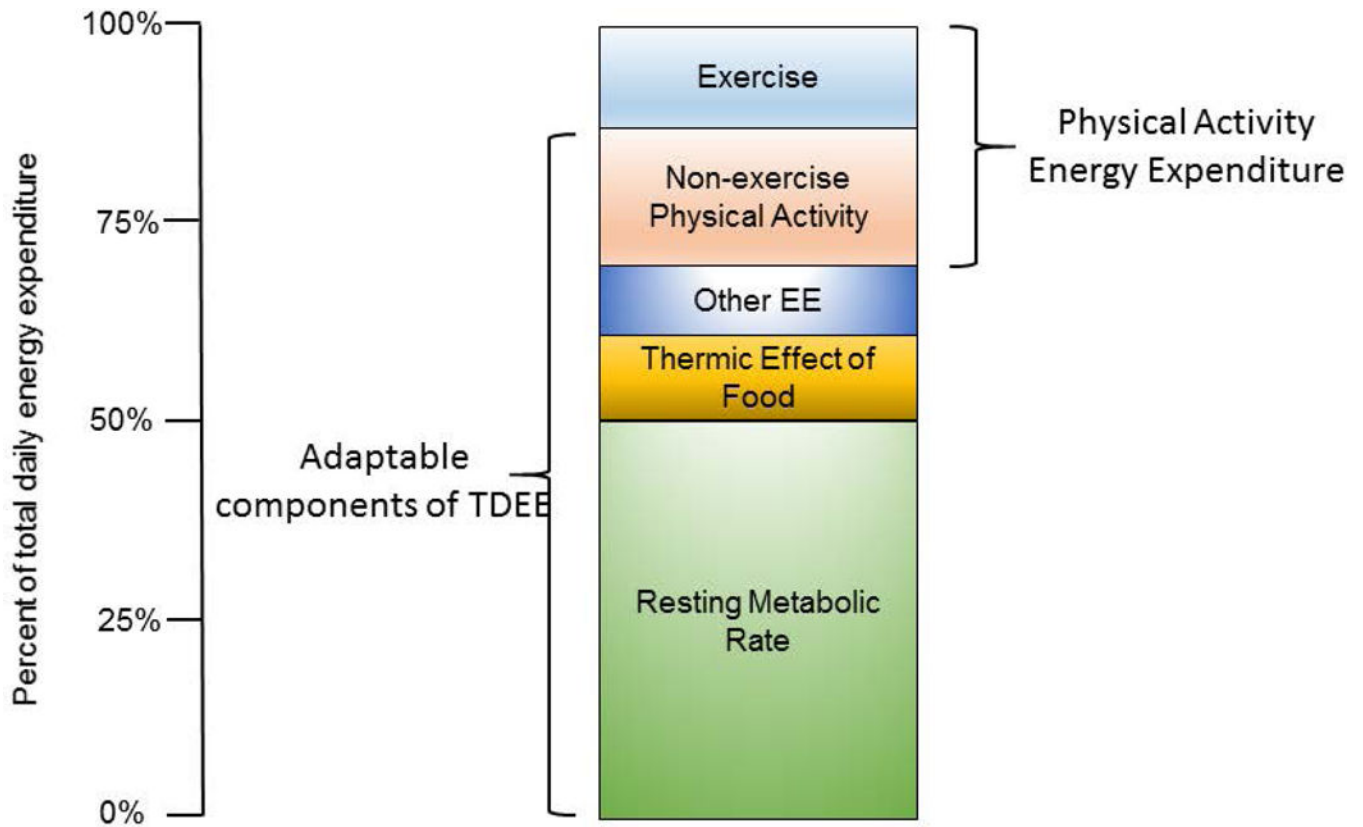 Percent of total daily energy expenditure
100%
75%
50%
25%
0%
Adaptable
components of TDEE
Exercise
Non-exercise
Physical Activity
Other EE
Thermic Effect of
Food
Resting Metabolic
Rate
Physical Activity
Energy Expenditure